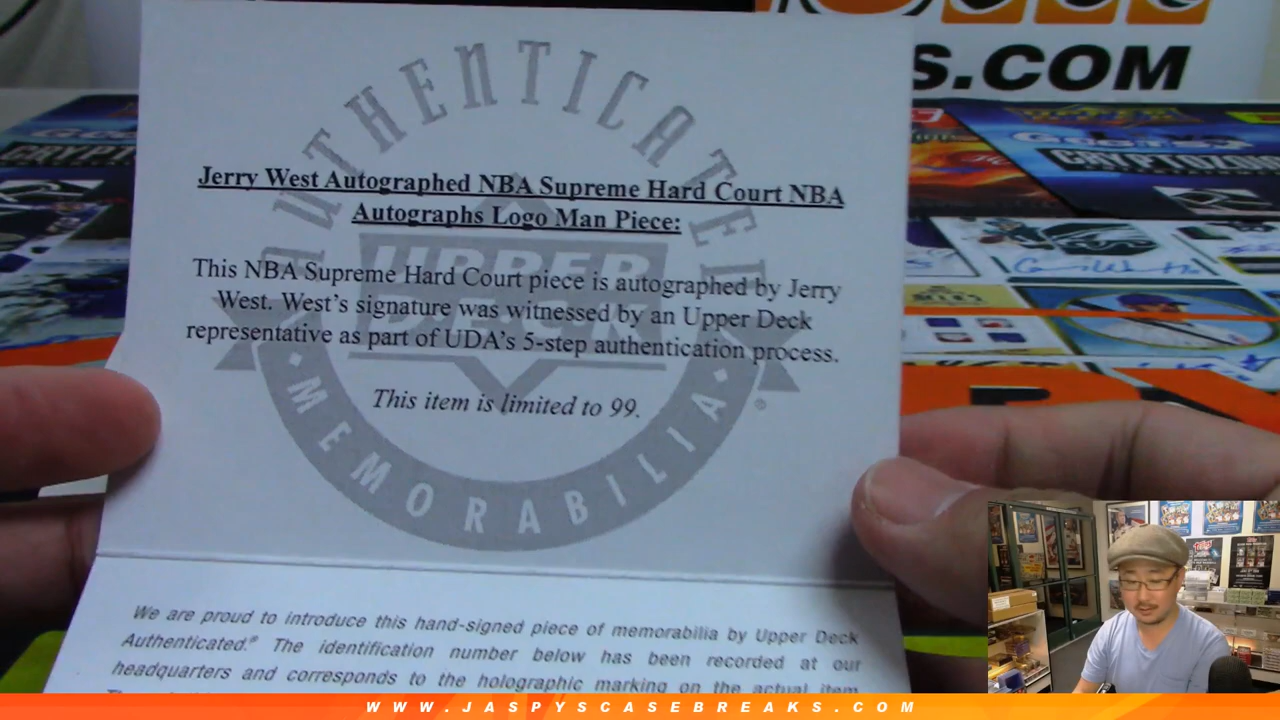 S.COM
AUTHENTICATED
Jerry West Autographed NBA Supreme Hard Court NBA
Autographs Logo Man Piece:
UPPER
DECK
This NBA Supreme Hard Court piece is autographed by Jerry
West. West's signature was witnessed by an Upper Deck
representative as part of UDA's 5-step authentication process.
This item is limited to 99.
MEMORABILIA
®
We are proud to introduce this hand-signed piece of memorabilia by Upper Deck
Authenticated.® The identification number below has been recorded at our
headquarters and corresponds to the holographic marking on the actual item
WWW.JASPYSCASEBREAKS.COM